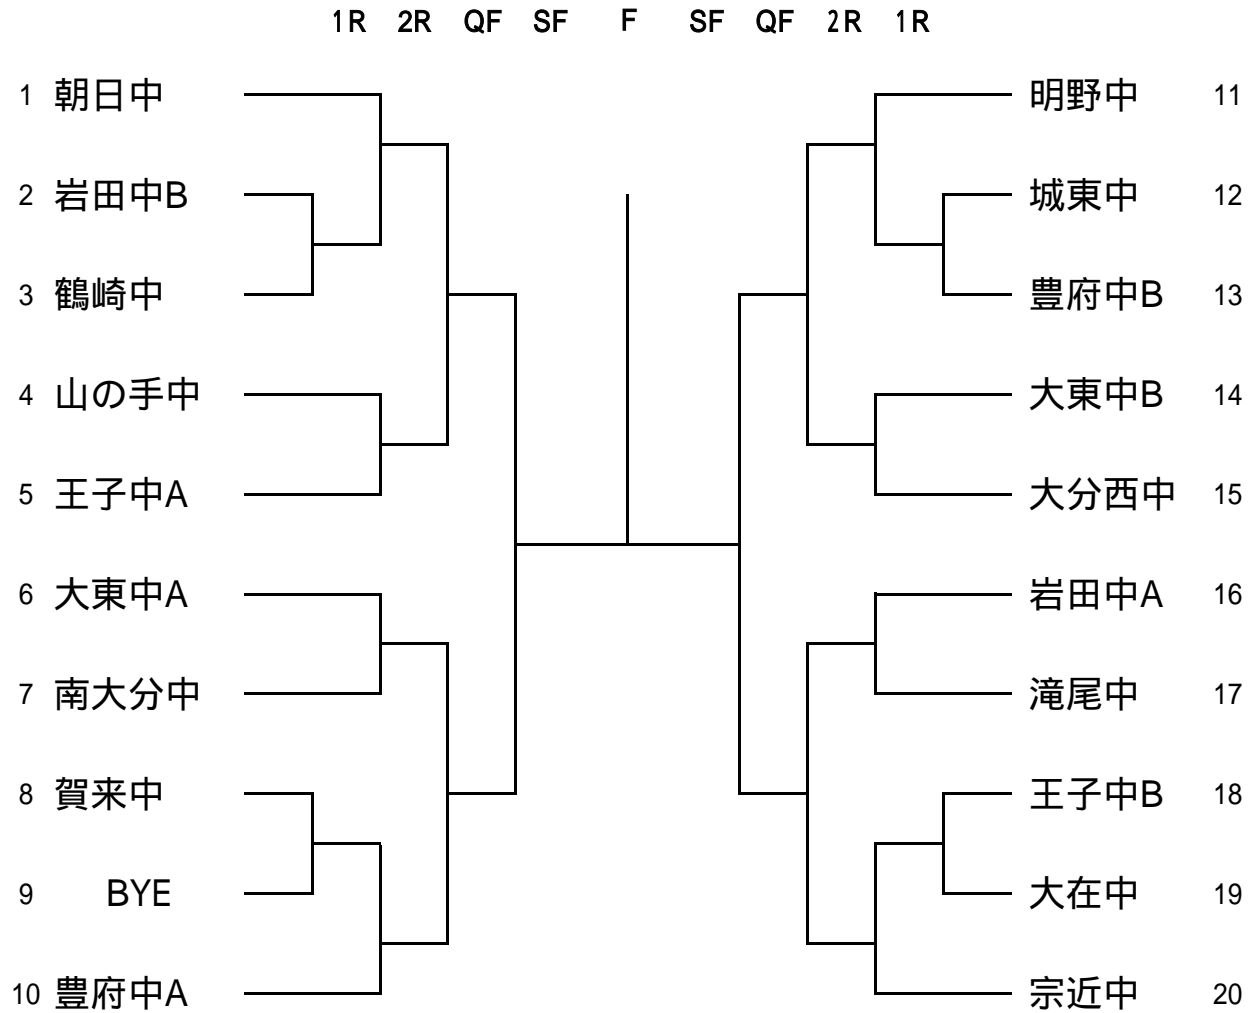 1R 2R QF SF F SF QF 2R 1R
1 朝日中 明野中 11
2 岩田中B 城東中 12
3 鶴崎中 豊府中B 13
4 山の手中 大東中B 14
5 王子中A 大分西中 15
6 大東中A 岩田中A 16
7 南大分中 滝尾中 17
8 賀来中 王子中B 18
9 BYE 大在中 19
10 豊府中A 宗近中 20